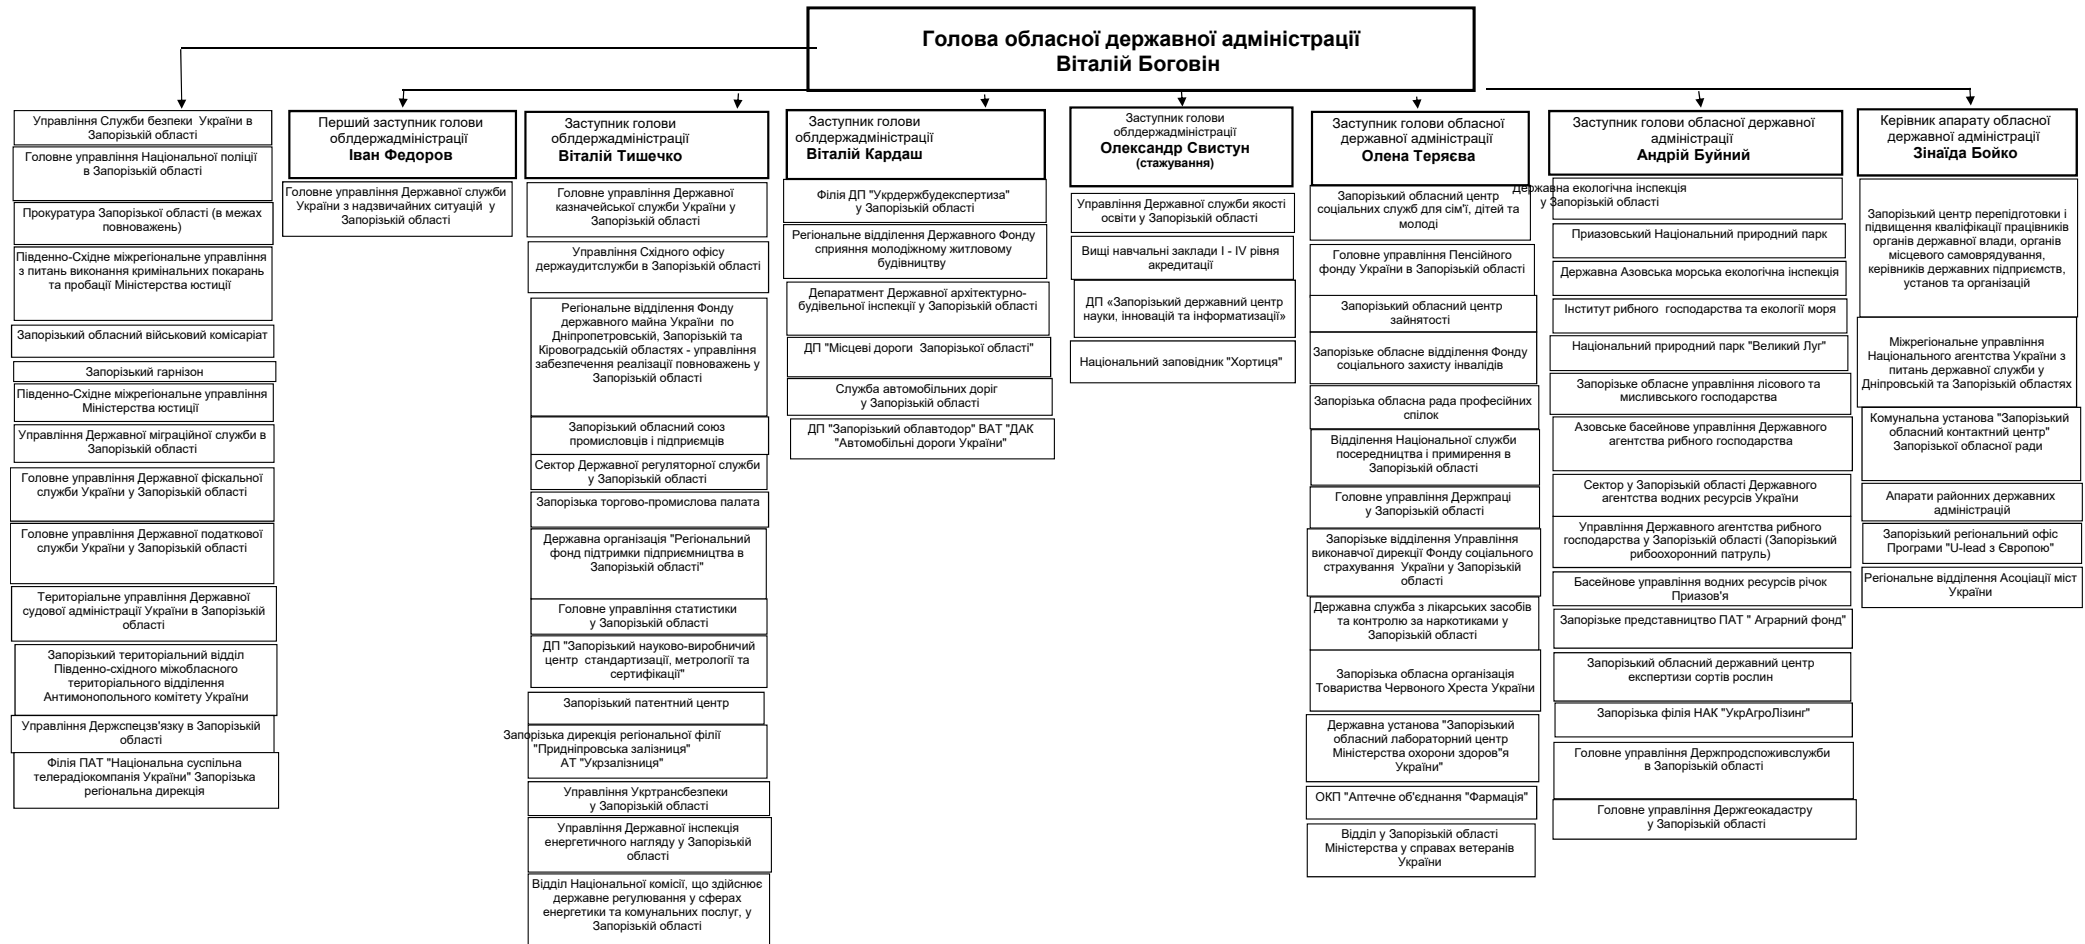 Голова обласної державної адміністрації
Віталій Боговін
Управління Служби безпеки України в
Запорізькій області
Головне управління Національної поліції
в Запорізькій області
Прокуратура Запорізької області (в межах
повноважень)
Південно-Східне міжрегіональне управління
з питань виконання кримінальних покарань
та пробації Міністерства юстиції
Запорізький обласний військовий комісаріат
Запорізький гарнізон
Південно-Східне міжрегіональне управління
Міністерства юстиції
Управління Державної міграційної служби в
Запорізькій області
Головне управління Державної фіскальної
служби України у Запорізькій області
Головне управління Державної податкової
служби України у Запорізькій області
Територіальне управління Державної
судової адміністрації України в Запорізькій
області
Запорізький територіальний відділ
Південно-східного міжобласного
територіального відділення
Антимонопольного комітету України
Управління Держспецзв'язку в Запорізькій
області
Філія ПАТ "Національна суспільна
телерадіокомпанія України" Запорізька
регіональна дирекція
Перший заступник голови
облдержадміністрації
Іван Федоров
Головне управління Державної служби
України з надзвичайних ситуацій у
Запорізькій області
Заступник голови
облдержадміністрації
Віталій Тишечко
Головне управління Державної
казначейської служби України у
Запорізькій області
Управління Східного офісу
держаудитслужби в Запорізькій області
Регіональне відділення Фонду
державного майна України по
Дніпропетровській, Запорізькій та
Кіровоградській областях - управління
забезпечення реалізації повноважень у
Запорізькій області
Запорізький обласний союз
промисловців і підприємців
Сектор Державної регуляторної служби
у Запорізькій області
Запорізька торгово-промислова палата
Державна організація "Регіональний
фонд підтримки підприємництва в
Запорізькій області"
Головне управління статистики
у Запорізькій області
ДП "Запорізький науково-виробничий
центр стандартизації, метрології та
сертифікації"
Запорізький патентний центр
Запорізька дирекція регіональної філії
"Придніпровська залізниця"
АТ "Укрзалізниця"
Управління Укртрансбезпеки
у Запорізькій області
Управління Державної інспекція
енергетичного нагляду у Запорізькій
області
Відділ Національної комісії, що здійснює
державне регулювання у сферах
енергетики та комунальних послуг, у
Запорізькій області
Заступник голови
облдержадміністрації
Віталій Кардаш
Філія ДП "Укрдержбудекспертиза"
у Запорізькій області
Регіональне відділення Державного Фонду
сприяння молодіжному житловому
будівництву
Департамент Державної архітектурно-
будівельної інспекції у Запорізькій області
ДП "Місцеві дороги Запорізької області"
Служба автомобільних доріг
у Запорізькій області
ДП "Запорізький облавтодор" ВАТ "ДАК
"Автомобільні дороги України"
Заступник голови
облдержадміністрації
Олександр Свистун
(стажування)
Управління Державної служби якості
освіти у Запорізькій області
Вищі навчальні заклади I - IV рівня
акредитації
ДП «Запорізький державний центр
науки, інновацій та інформатизації»
Національний заповідник "Хортиця"
Заступник голови обласної
державної адміністрації
Олена Теряєва
Запорізький обласний центр
соціальних служб для сім'ї, дітей та
молоді
Головне управління Пенсійного
фонду України в Запорізькій області
Запорізький обласний центр
зайнятості
Запорізьке обласне відділення Фонду
соціального захисту інвалідів
Запорізька обласна рада професійних
спілок
Відділення Національної служби
посередництва і примирення в
Запорізькій області
Головне управління Держпраці
у Запорізькій області
Запорізьке відділення Управління
виконавчої дирекції Фонду соціального
страхування України у Запорізькій
області
Державна служба з лікарських засобів
та контролю за наркотиками у
Запорізькій області
Запорізька обласна організація
Товариства Червоного Хреста України
Державна установа "Запорізький
обласний лабораторний центр
Міністерства охорони здоров"я
України"
ОКП "Аптечне об'єднання "Фармація"
Відділ у Запорізькій області
Міністерства у справах ветеранів
України
Заступник голови обласної державної
адміністрації
Андрій Буйний
Державна екологічна інспекція
у Запорізькій області
Приазовський Національний природний парк
Державна Азовська морська екологічна інспекція
Інститут рибного господарства та екології моря
Національний природний парк "Великий Луг"
Запорізьке обласне управління лісового та
мисливського господарства
Азовське басейнове управління Державного
агентства рибного господарства
Сектор у Запорізькій області Державного
агентства водних ресурсів України
Управління Державного агентства рибного
господарства у Запорізькій області (Запорізький
рибоохоронний патруль)
Басейнове управління водних ресурсів річок
Приазов'я
Запорізьке представництво ПАТ " Аграрний фонд"
Запорізький обласний державний центр
експертизи сортів рослин
Запорізька філія НАК "УкрАгроЛізинг"
Головне управління Держпродспоживслужби
в Запорізькій області
Головне управління Держгеокадастру
у Запорізькій області
Керівник апарату обласної
державної адміністрації
Зінаїда Бойко
Запорізький центр перепідготовки і
підвищення кваліфікації працівників
органів державної влади, органів
місцевого самоврядування,
керівників державних підприємств,
установ та організацій
Міжрегіональне управління
Національного агентства України з
питань державної служби у
Дніпровській та Запорізькій областях
Комунальна установа "Запорізький
обласний контактний центр"
Запорізької обласної ради
Апарати районних державних
адміністрацій
Запорізький регіональний офіс
Програми "U-lead з Європою"
Регіональне відділення Асоціації міст
України